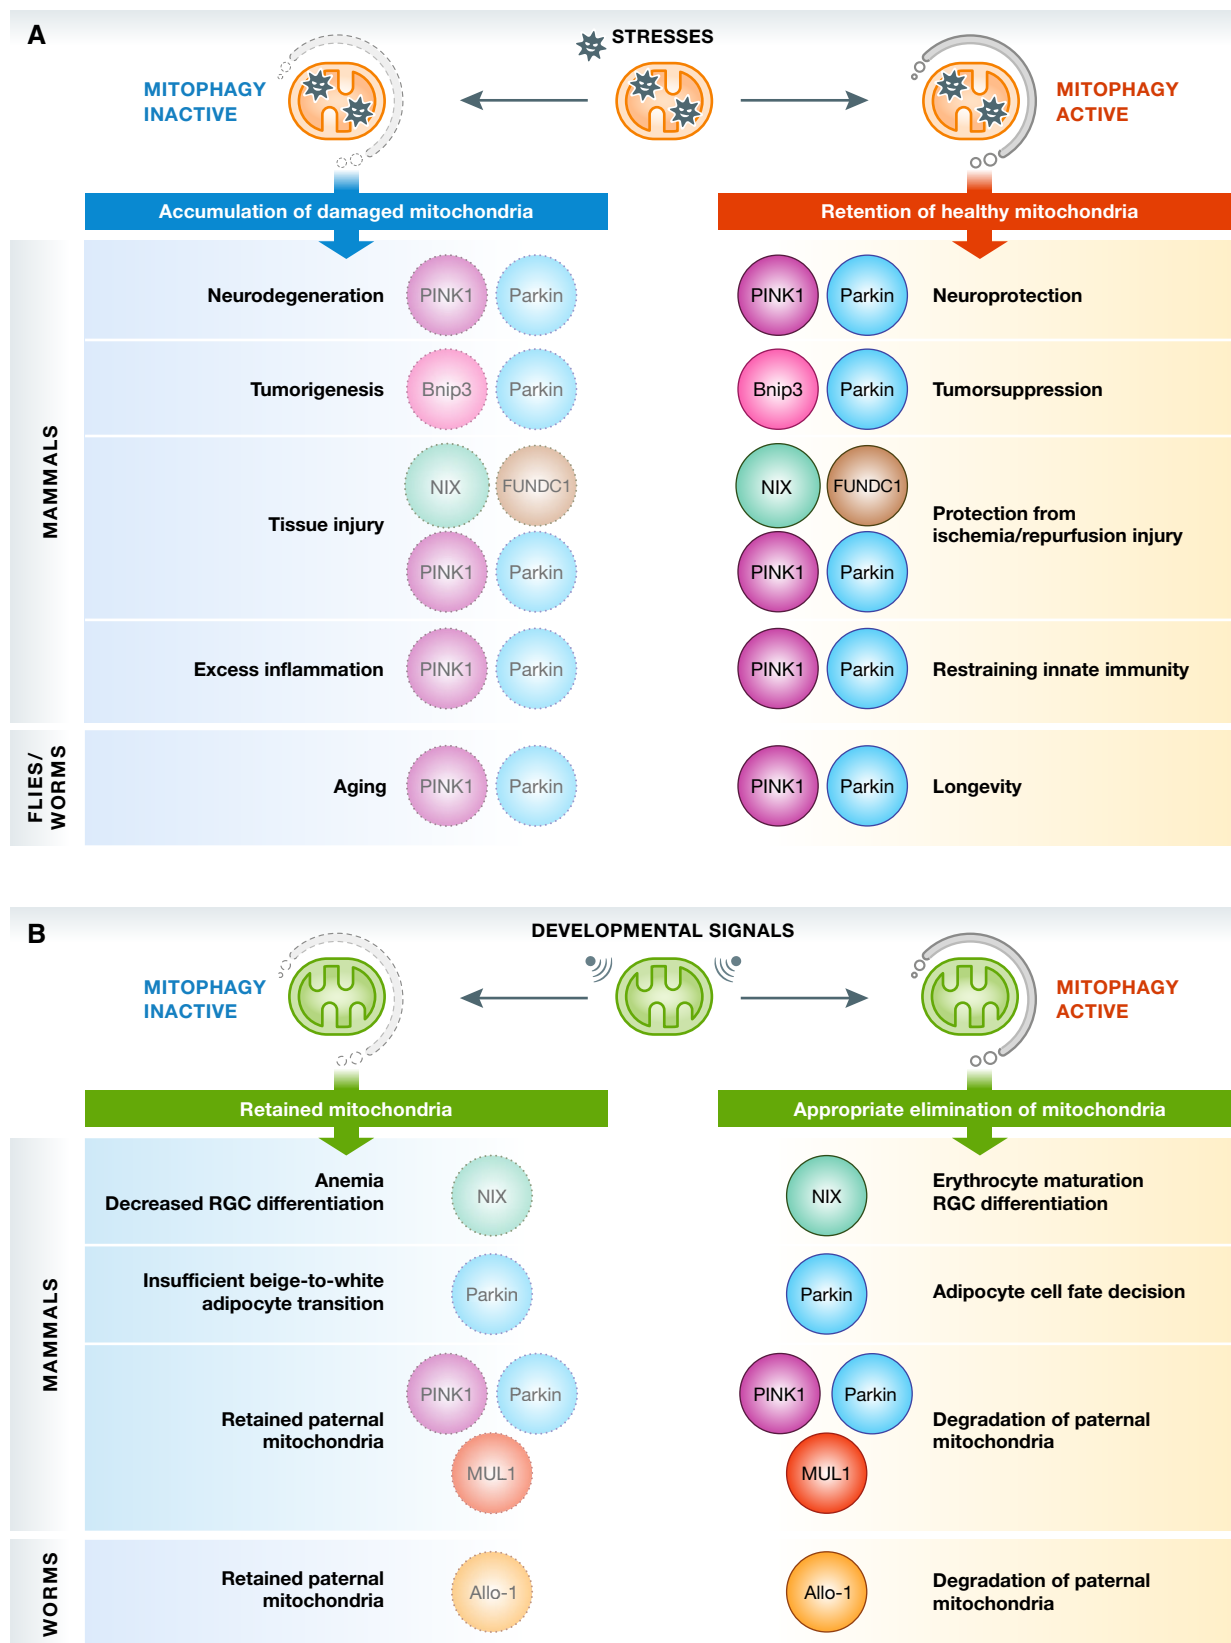 A
STRESSES
MITOPHAGY
INACTIVE
MITOPHAGY
ACTIVE
Accumulation of damaged mitochondria
Retention of healthy mitochondria
MAMMALS
Neurodegeneration
PINK1
Parkin
PINK1
Parkin
Neuroprotection
Tumorigenesis
Bnip3
Parkin
Bnip3
Parkin
Tumorsuppression
Tissue injury
NIX
FUNDC1
PINK1
Parkin
NIX
FUNDC1
PINK1
Parkin
Protection from
ischemia/repurfusion injury
Excess inflammation
PINK1
Parkin
PINK1
Parkin
Restraining innate immunity
FLIES/
WORMS
Aging
PINK1
Parkin
PINK1
Parkin
Longevity
B
DEVELOPMENTAL SIGNALS
MITOPHAGY
INACTIVE
MITOPHAGY
ACTIVE
Retained mitochondria
Appropriate elimination of mitochondria
MAMMALS
Anemia
Decreased RGC differentiation
NIX
NIX
Erythrocyte maturation
RGC differentiation
Insufficient beige-to-white
adipocyte transition
Parkin
Parkin
Adipocyte cell fate decision
Retained paternal
mitochondria
PINK1
Parkin
MUL1
PINK1
Parkin
MUL1
Degradation of paternal
mitochondria
WORMS
Retained paternal
mitochondria
Allo-1
Allo-1
Degradation of paternal
mitochondria